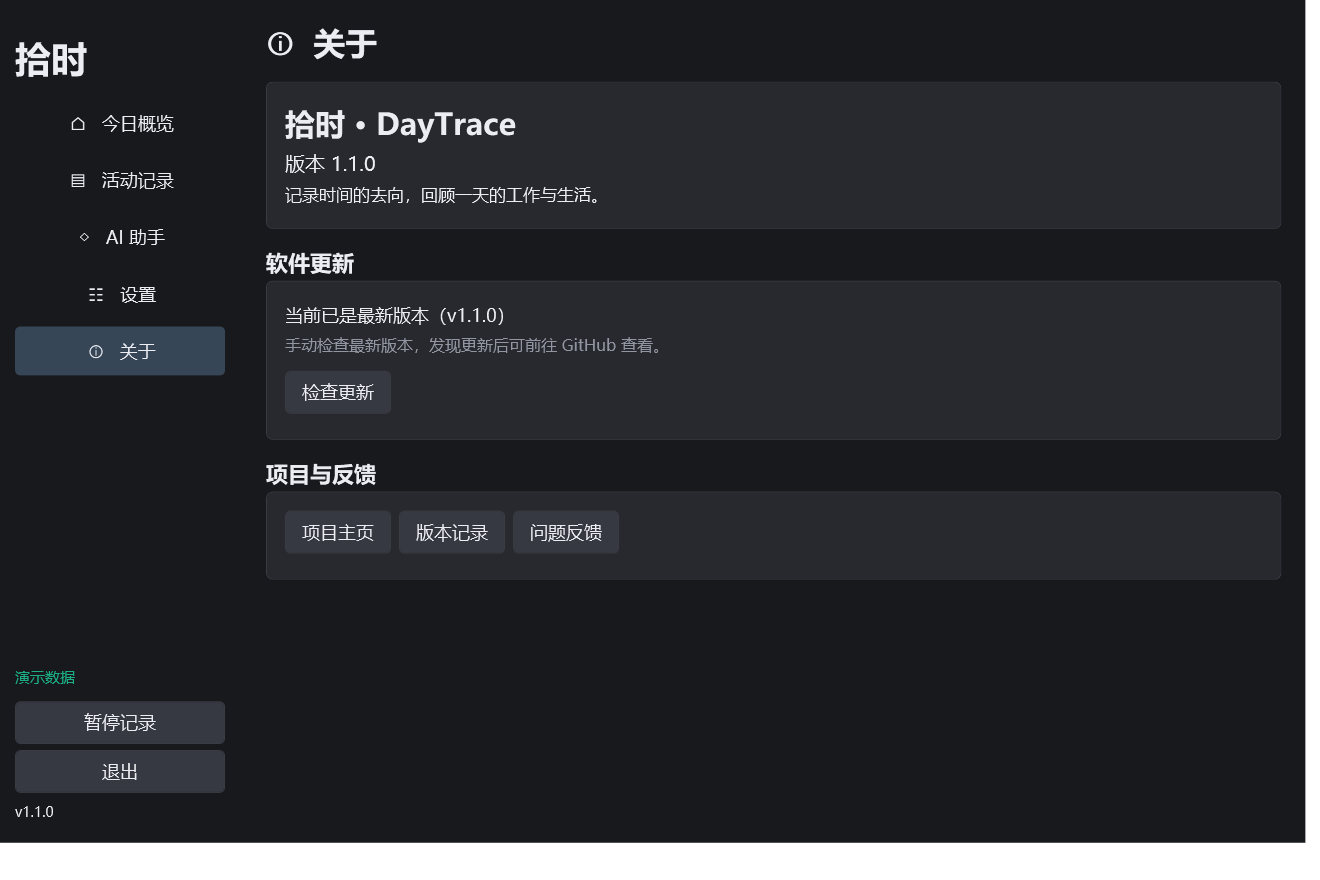 拾时
今日概览
活动记录
AI 助手
设置
关于
演示数据
暂停记录
退出
v1.1.0
关于
拾时 · DayTrace
版本 1.1.0
记录时间的去向，回顾一天的工作与生活。
软件更新
当前已是最新版本（v1.1.0）
手动检查最新版本，发现更新后可前往 GitHub 查看。
检查更新
项目与反馈
项目主页 版本记录 问题反馈